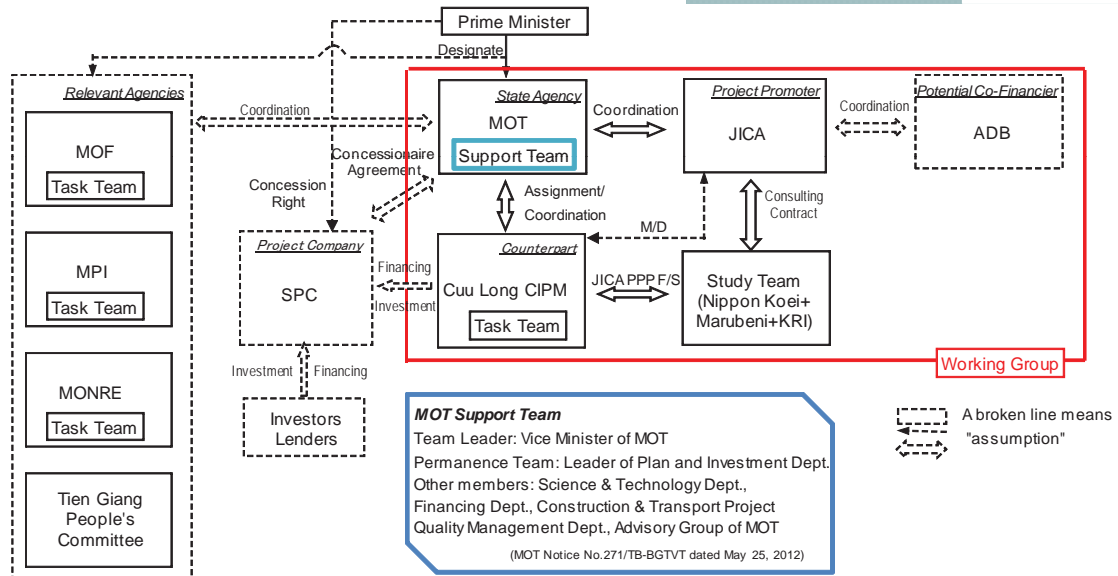 Prime Minister
Designate
Relevant Agencies
MOF
Task Team
MPI
Task Team
MONRE
Task Team
Tien Giang
People's
Committee
Coordination
Concession
Right
Concessionaire
Agreement
State Agency
MOT
Support Team
Coordination
Project Promoter
JICA
Coordination
Potential Co-Financier
ADB
Assignment/
Coordination
M/D
Consulting
Contract
Project Company
SPC
Financing
Investment
Counterpart
Cuu Long CIPM
Task Team
JICA PPP F/S
Study Team
(Nippon Koei+
Marubeni+KRI)
Working Group
Investment
Financing
Investors
Lenders
MOT Support Team
Team Leader: Vice Minister of MOT
Permanence Team: Leader of Plan and Investment Dept.
Other members: Science & Technology Dept.,
Financing Dept., Construction & Transport Project
Quality Management Dept., Advisory Group of MOT
(MOT Notice No.271/TB-BGTVT dated May 25, 2012)
A broken line means
"assumption"